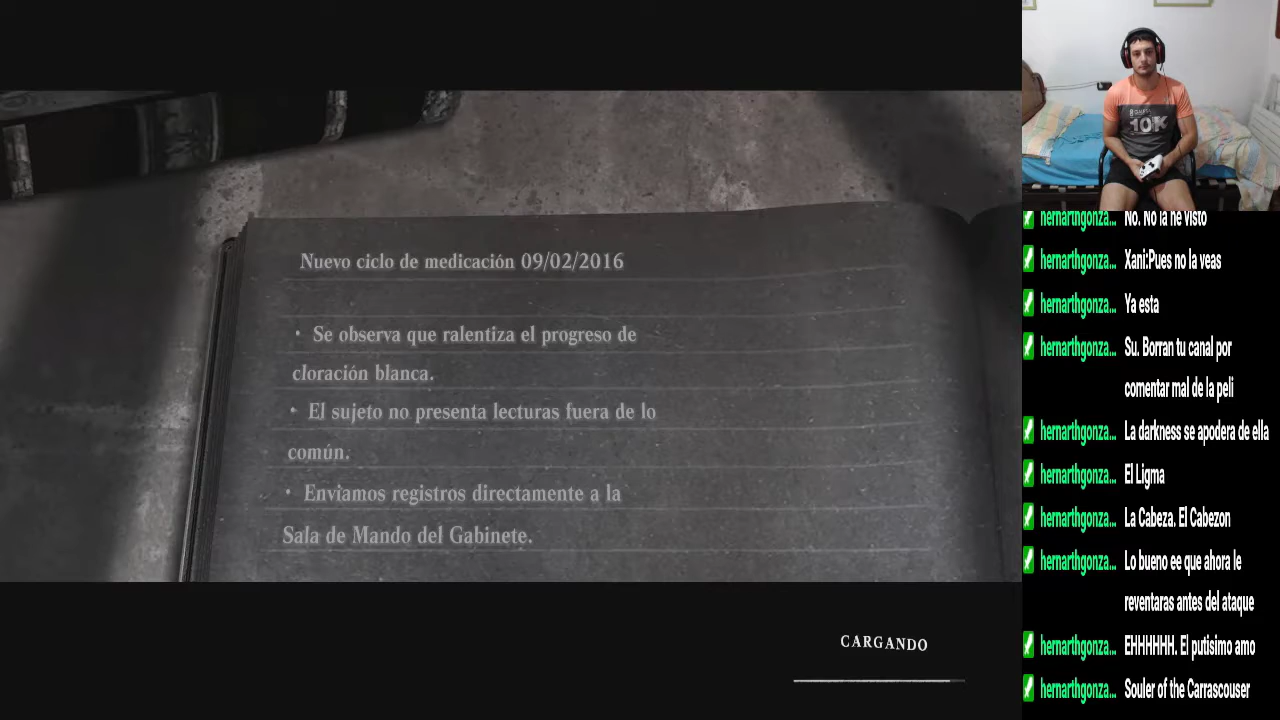 Nuevo ciclo de medicación 09/02/2016
• Se observa que ralentiza el progreso de
cloración blanca.
• El sujeto no presenta lecturas fuera de lo
común.
• Enviamos registros directamente a la
Sala de Mando del Gabinete.
CARGANDO
10K
hernarthgonza... No. No la he visto
hernarthgonza... Xani:Pues no la veas
hernarthgonza... Ya esta
hernarthgonza... Su. Borran tu canal por
comentar mal de la peli
hernarthgonza... La darkness se apodera de ella
hernarthgonza... El Ligma
hernarthgonza... La Cabeza. El Cabezon
hernarthgonza... Lo bueno ee que ahora le
reventaras antes del ataque
hernarthgonza... EHHHHHH. El putisimo amo
hernarthgonza... Souler of the Carrascouser